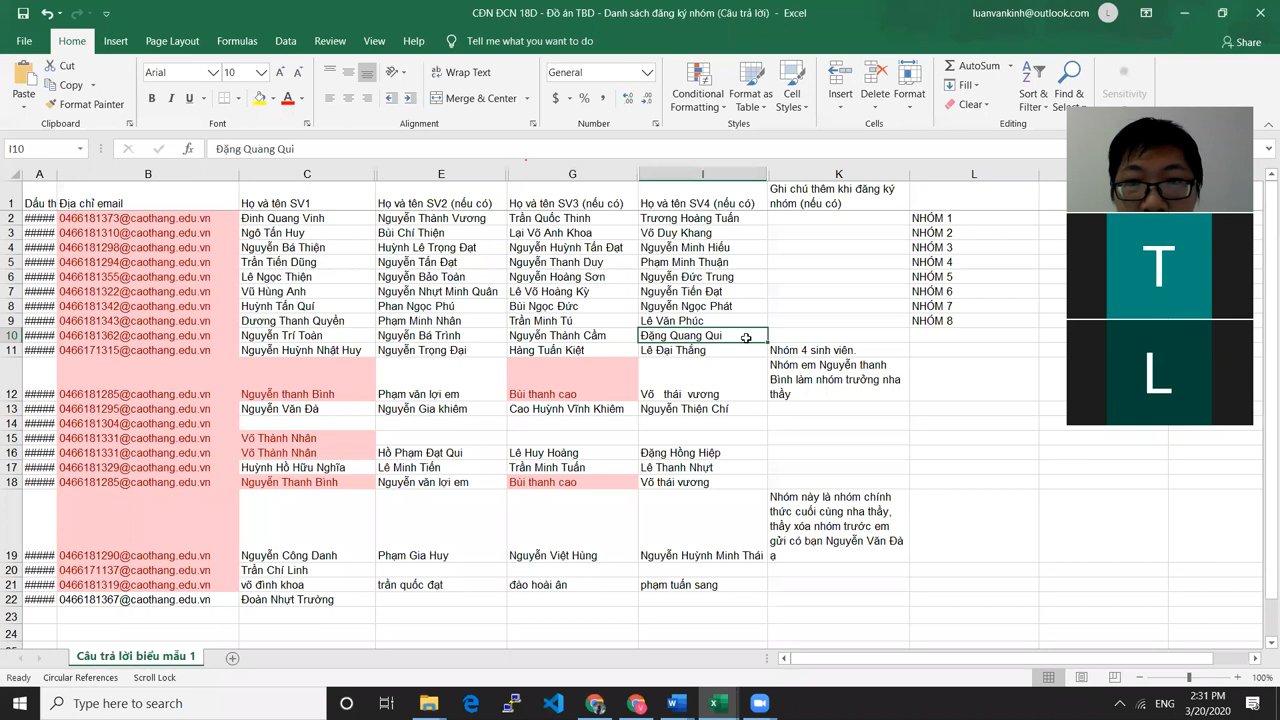 CĐN ĐCN 18D - Đồ án TBD - Danh sách đăng ký nhóm (Câu trả lời) - Excel
luanvankinh@outlook.com L
File Home Insert Page Layout Formulas Data Review View Help Tell me what you want to do Share
Cut
Copy
Format Painter
Paste
Clipboard
Arial 10
B I U
Font
Wrap Text
Merge & Center
Alignment
General
$ % ,
Number
Conditional Formatting
Format as Table
Cell Styles
Styles
Insert Delete Format
Cells
AutoSum
Fill
Clear
Sort & Filter
Find & Select
Editing
Sensitivity
I10 fx Đặng Quang Qui
A B C E G I K L
1 Dấu th Địa chỉ email Họ và tên SV1 Họ và tên SV2 (nếu có) Họ và tên SV3 (nếu có) Họ và tên SV4 (nếu có) Ghi chú thêm khi đăng ký nhóm (nếu có)
2 ##### 0466181373@caothang.edu.vn Đinh Quang Vinh Nguyễn Thành Vương Trần Quốc Thinh Trương Hoàng Tuấn NHÓM 1
3 ##### 0466181310@caothang.edu.vn Ngô Tấn Huy Bùi Chí Thiện Lại Võ Anh Khoa Võ Duy Khang NHÓM 2
4 ##### 0466181298@caothang.edu.vn Nguyễn Bá Thiện Huỳnh Lê Trọng Đạt Nguyễn Huỳnh Tấn Đạt Nguyễn Minh Hiếu NHÓM 3
5 ##### 0466181294@caothang.edu.vn Trần Tiến Dũng Nguyễn Tấn Đạt Nguyễn Thanh Duy Phạm Minh Thuận NHÓM 4
6 ##### 0466181355@caothang.edu.vn Lê Ngọc Thiện Nguyễn Bảo Toàn Nguyễn Hoàng Sơn Nguyễn Đức Trung NHÓM 5
7 ##### 0466181322@caothang.edu.vn Vũ Hùng Anh Nguyễn Nhựt Minh Quân Lê Võ Hoàng Kỳ Nguyễn Tiến Đạt NHÓM 6
8 ##### 0466181342@caothang.edu.vn Huỳnh Tấn Quí Phan Ngọc Phú Bùi Ngọc Đức Nguyễn Ngọc Phát NHÓM 7
9 ##### 0466181343@caothang.edu.vn Dương Thanh Quyền Phạm Minh Nhân Trần Minh Tú Lê Văn Phúc NHÓM 8
10 ##### 0466181362@caothang.edu.vn Nguyễn Trí Toàn Nguyễn Bá Trình Nguyễn Thành Cầm Đặng Quang Qui
11 ##### 0466171315@caothang.edu.vn Nguyễn Huỳnh Nhật Huy Nguyễn Trọng Đại Hàng Tuấn Kiệt Lê Đại Thắng Nhóm 4 sinh viên.
12 ##### 0466181285@caothang.edu.vn Nguyễn thanh Bình Phạm văn lợi em Bùi thanh cao Võ thái vương Nhóm em Nguyễn thanh Bình làm nhóm trưởng nha thầy
13 ##### 0466181295@caothang.edu.vn Nguyễn Văn Đà Nguyễn Gia khiêm Cao Huỳnh Vĩnh Khiêm Nguyễn Thiện Chí
14 ##### 0466181304@caothang.edu.vn
15 ##### 0466181331@caothang.edu.vn Võ Thành Nhân
16 ##### 0466181331@caothang.edu.vn Võ Thành Nhân Hồ Phạm Đạt Qui Lê Huy Hoàng Đặng Hồng Hiệp
17 ##### 0466181329@caothang.edu.vn Huỳnh Hồ Hữu Nghĩa Lê Minh Tiến Trần Minh Tuấn Lê Thanh Nhựt
18 ##### 0466181285@caothang.edu.vn Nguyễn Thanh Bình Nguyễn văn lợi em Bùi thanh cao Võ thái vương
19 ##### 0466181290@caothang.edu.vn Nguyễn Công Danh Phạm Gia Huy Nguyễn Việt Hùng Nguyễn Huỳnh Minh Thái Nhóm này là nhóm chính thức cuối cùng nha thầy, thầy xóa nhóm trước em gửi có bạn Nguyễn Văn Đà ạ
20 ##### 0466171137@caothang.edu.vn Trần Chí Linh
21 ##### 0466181319@caothang.edu.vn võ đình khoa trần quốc đạt đào hoài ân phạm tuấn sang
22 ##### 0466181367@caothang.edu.vn Đoàn Nhựt Trường
23
24
T
L
Câu trả lời biểu mẫu 1
Ready Circular References Scroll Lock 100%
Type here to search
ENG
2:31 PM
3/20/2020